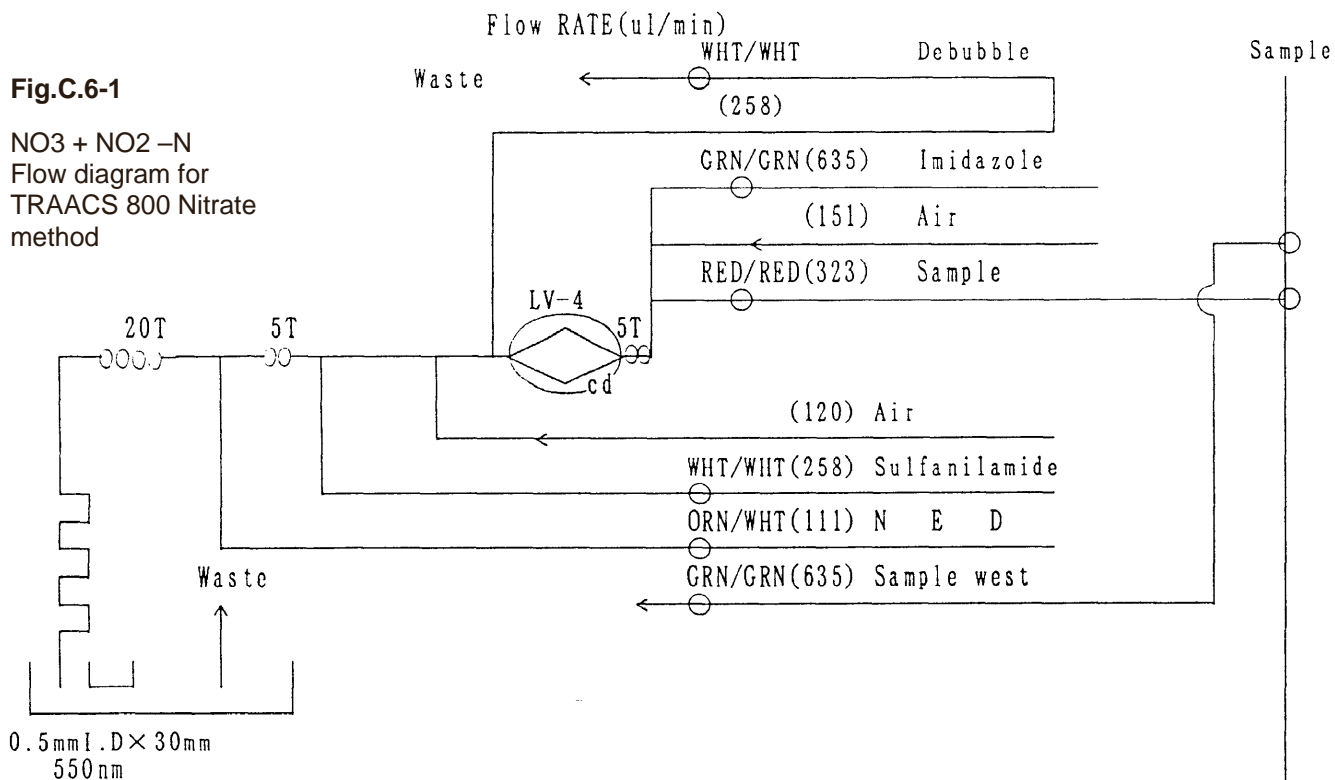 Flow RATE(ul/min)
WHT/WHT Debubble
Sample
Waste
Fig.C.6-1
(258)
NO3 + NO2 –N
Flow diagram for
TRAACS 800 Nitrate
method
GRN/GRN(635) Imidazole
(151) Air
RED/RED(323) Sample
LV-4
20T
5T
5T
cd
(120) Air
WHT/WHT(258) Sulfanilamide
ORN/WHT(111) N E D
Waste
GRN/GRN(635) Sample west
0.5mmI.D×30mm
550nm